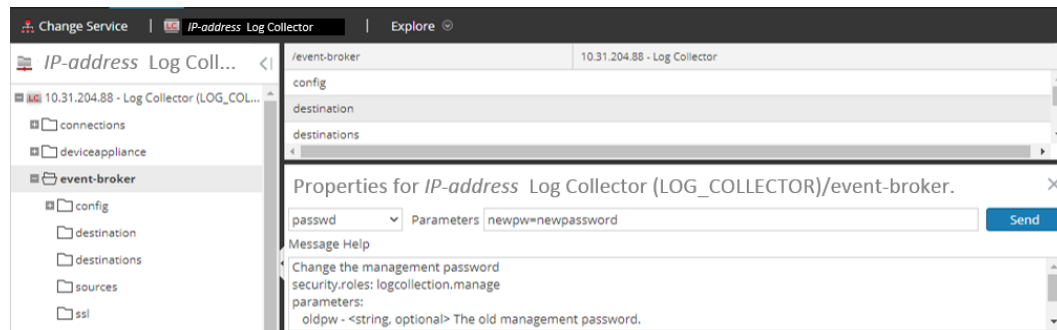 Change Service | LC IP-address Log Collector | Explore
IP-address Log Coll...
LC 10.31.204.88 - Log Collector (LOG_COL...
connections
deviceappliance
event-broker
config
destination
destinations
sources
ssl
/event-broker 10.31.204.88 - Log Collector
config
destination
destinations
Properties for IP-address Log Collector (LOG_COLLECTOR)/event-broker.
passwd Parameters newpw=newpassword Send
Message Help
Change the management password
security.roles: logcollection.manage
parameters:
oldpw - <string, optional> The old management password.